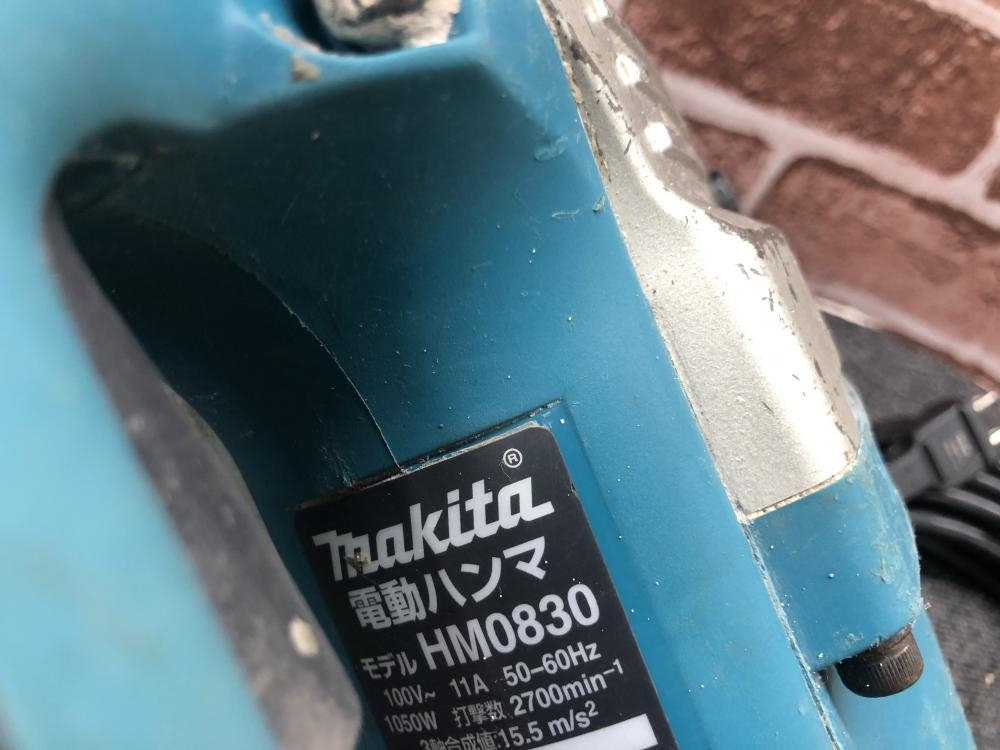 makita®
電動ハンマ
モデル HM0830
100V~ 11A 50-60Hz
1050W 打撃数 2700min⁻¹
3軸合成値:15.5 m/s²